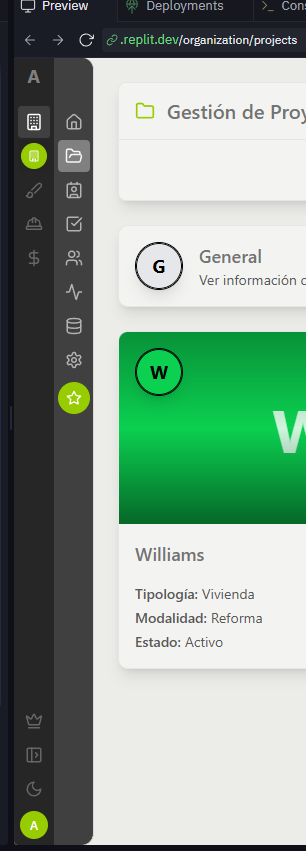 Preview
Deployments
Cons
.replit.dev/organization/projects
A
Gestión de Proy
G
General
Ver información d
W
W
Williams
Tipología: Vivienda
Modalidad: Reforma
Estado: Activo
A